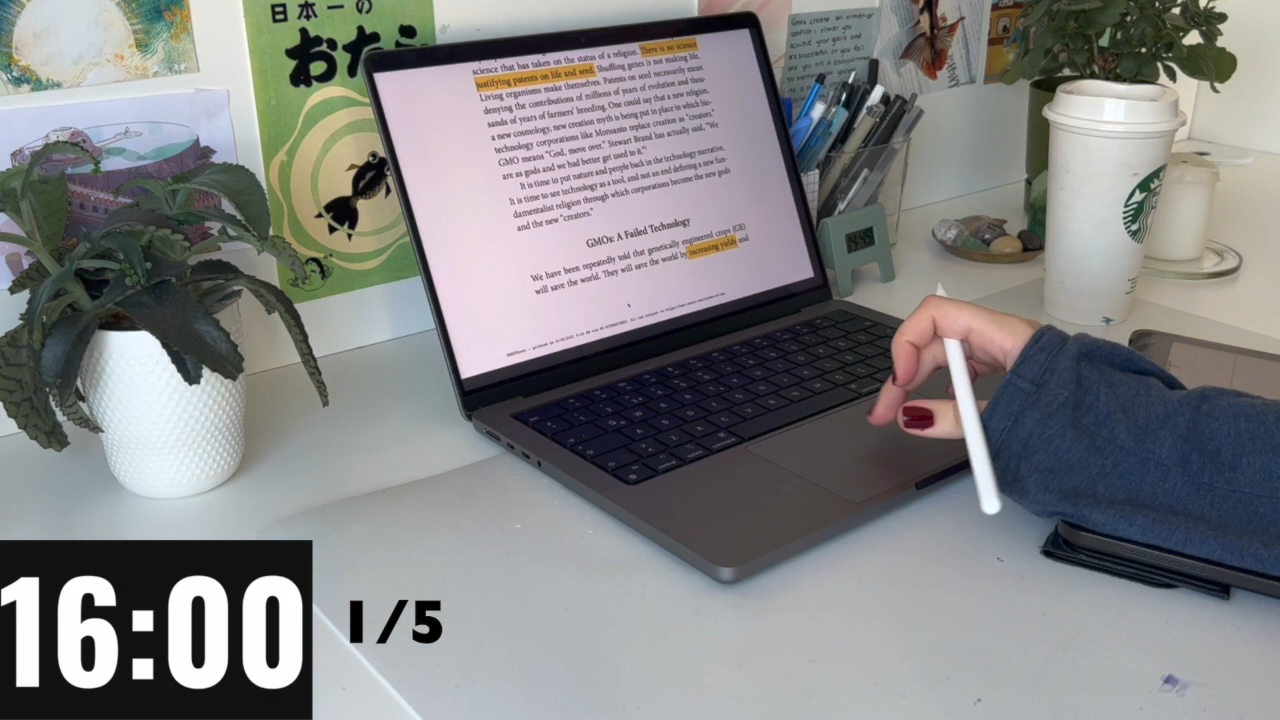 日本一の
おたら
science that has taken on the status of a religion. There is no science
justifying patents on life and seed. Shuffling genes is not making life.
Living organisms make themselves. Patents on seed necessarily mean
denying the contributions of millions of years of evolution and thou-
sands of years of farmers' breeding. One could say that a new religion,
a new cosmology, new creation myth is being put in place in which bio-
technology corporations like Monsanto replace creation as "creators."
GMO means "God, move over." Stewart Brand has actually said, "We
are as gods and we had better get used to it."
It is time to put nature and people back in the technology narrative.
It is time to see technology as a tool, and not an end defining a new fun-
damentalist religion through which corporations become the new gods
and the new "creators."
GMOs: A Failed Technology
We have been repeatedly told that genetically engineered crops (GE)
will save the world. They will save the world by increasing yields and
16:00
1/5